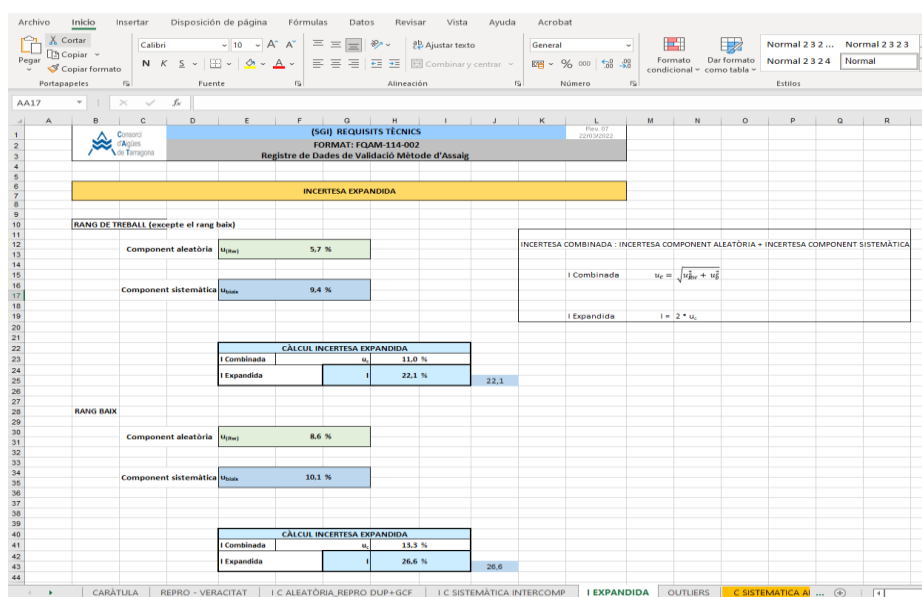 Archivo Inicio Insertar Disposición de página Fórmulas Datos Revisar Vista Ayuda Acrobat
Pegar
Cortar
Copiar
Copiar formato
Portapapeles
Calibri 10
N K S
Fuente
Ajustar texto
Combinar y centrar
Alineación
General
% 000
Número
Formato condicional
Dar formato como tabla
Normal 2 3 2 ... Normal 2 3 2 3
Normal 2 3 2 4 Normal
Estilos
AA17 fx
A B C D E F G H I J K L M N O P Q R
Consorci d'Aigües de Tarragona
(SGI) REQUISITS TÈCNICS
Rev. 07
22/03/2022
FORMAT: FQAM-114-002
Registre de Dades de Validació Mètode d'Assaig
INCERTESA EXPANDIDA
RANG DE TREBALL (excepte el rang baix)
Component aleatòria u(Rw) 5,7 %
Component sistemàtica ubiaix 9,4 %
INCERTESA COMBINADA : INCERTESA COMPONENT ALEATÒRIA + INCERTESA COMPONENT SISTEMÀTICA
I Combinada
I Expandida I = 2 * uc
CÀLCUL INCERTESA EXPANDIDA
I Combinada uc 11,0 %
I Expandida I 22,1 %
22,1
RANG BAIX
Component aleatòria u(Rw) 8,6 %
Component sistemàtica ubiaix 10,1 %
CÀLCUL INCERTESA EXPANDIDA
I Combinada uc 13,3 %
I Expandida I 26,6 %
26,6
CARÀTULA REPRO - VERACITAT I C ALEATÒRIA_REPRO DUP+GCF I C SISTEMÀTICA INTERCOMP I EXPANDIDA OUTLIERS C SISTEMATICA AI ...